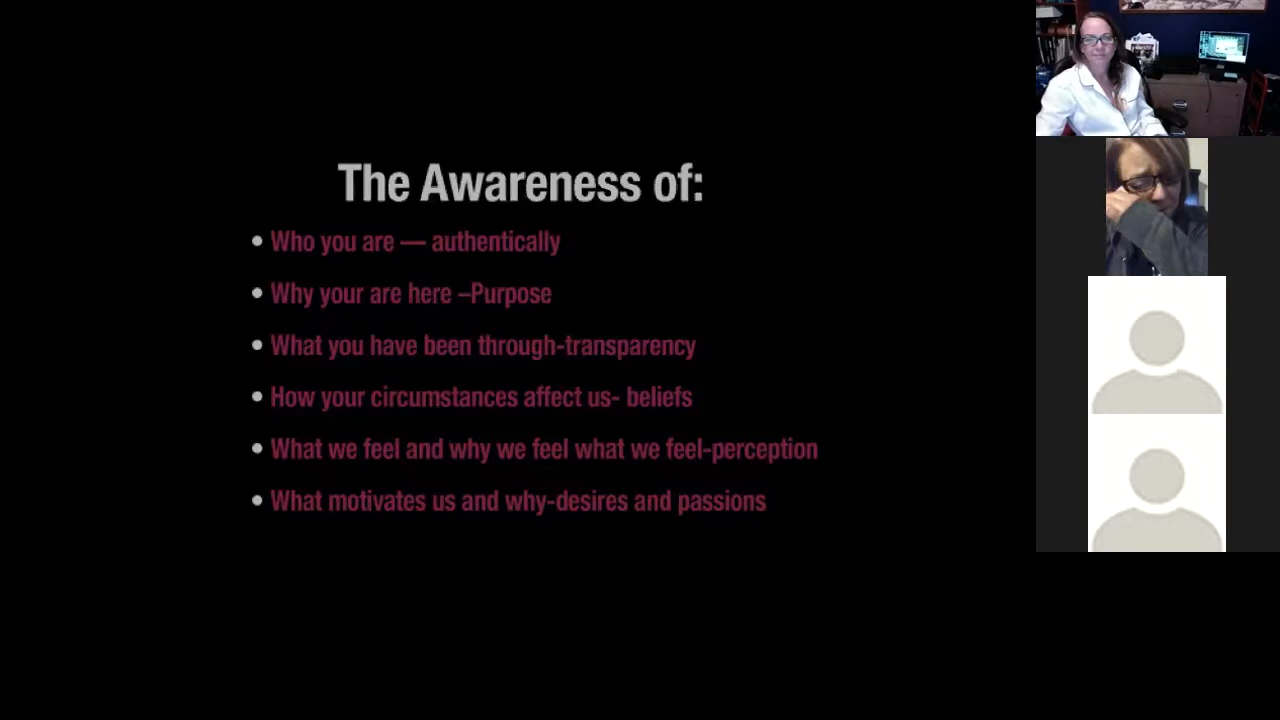 The Awareness of:
• Who you are — authentically
• Why your are here –Purpose
• What you have been through-transparency
• How your circumstances affect us- beliefs
• What we feel and why we feel what we feel-perception
• What motivates us and why-desires and passions